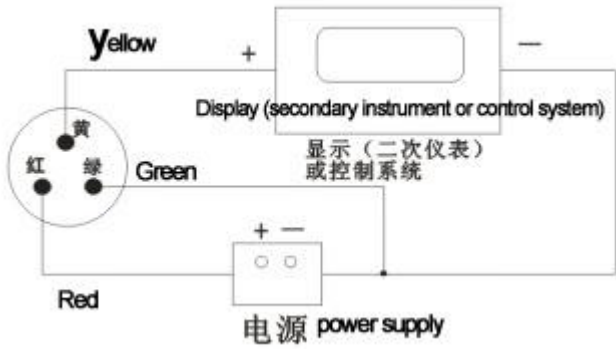 Yellow
+ —
Display (secondary instrument or control system)
显示（二次仪表）
或控制系统
黄
红 绿
Green
+ —
Red
电源 power supply